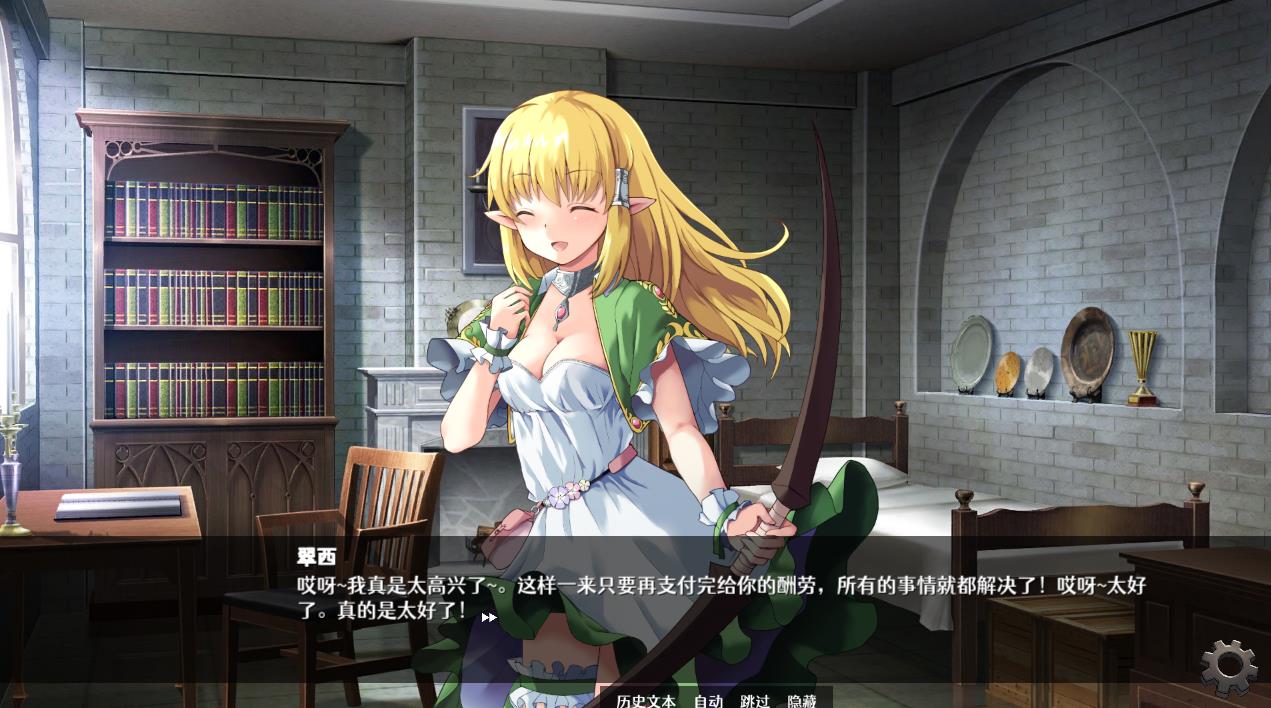 翠西
哎呀~我真是太高兴了~。这样一来只要再支付完给你的酬劳，所有的事情就都解决了！哎呀~太好
了。真的是太好了！
历史文本 自动 跳过 隐藏